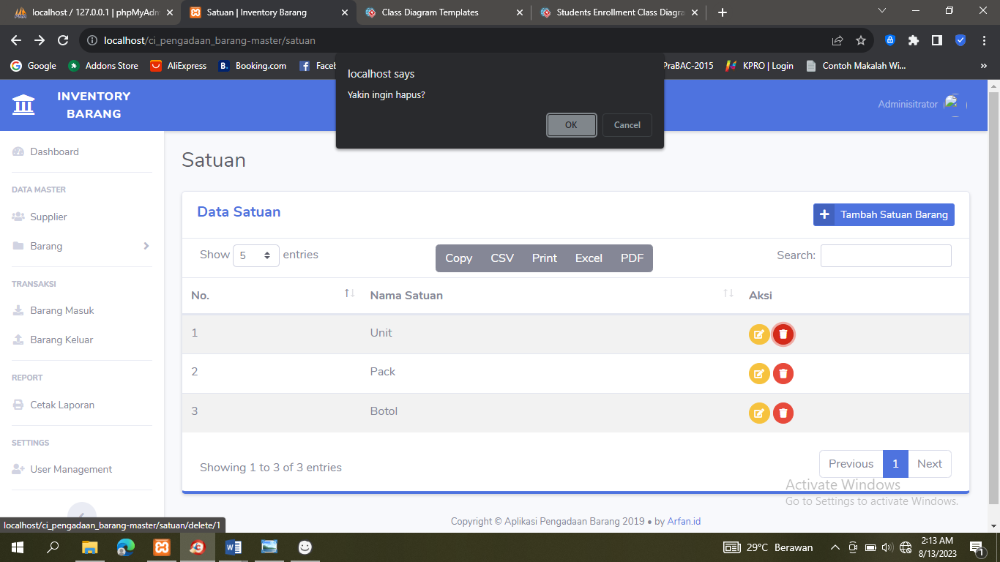 localhost / 127.0.0.1 | phpMyAdm
Satuan | Inventory Barang
Class Diagram Templates
Students Enrollment Class Diagra
localhost/ci_pengadaan_barang-master/satuan
Google
Addons Store
AliExpress
Booking.com
Faceb
PraBAC-2015
KPRO | Login
Contoh Makalah Wi...
»
localhost says
Yakin ingin hapus?
OK
Cancel
INVENTORY
BARANG
Adminisitrator
Dashboard
DATA MASTER
Supplier
Barang
TRANSAKSI
Barang Masuk
Barang Keluar
REPORT
Cetak Laporan
SETTINGS
User Management
Satuan
Data Satuan
+ Tambah Satuan Barang
Show 5 entries
Copy CSV Print Excel PDF
Search:
No. Nama Satuan Aksi
1 Unit
2 Pack
3 Botol
Showing 1 to 3 of 3 entries
Previous 1 Next
Activate Windows
Go to Settings to activate Windows.
Copyright © Aplikasi Pengadaan Barang 2019 • by Arfan.id
localhost/ci_pengadaan_barang-master/satuan/delete/1
29°C Berawan
2:13 AM
8/13/2023
1